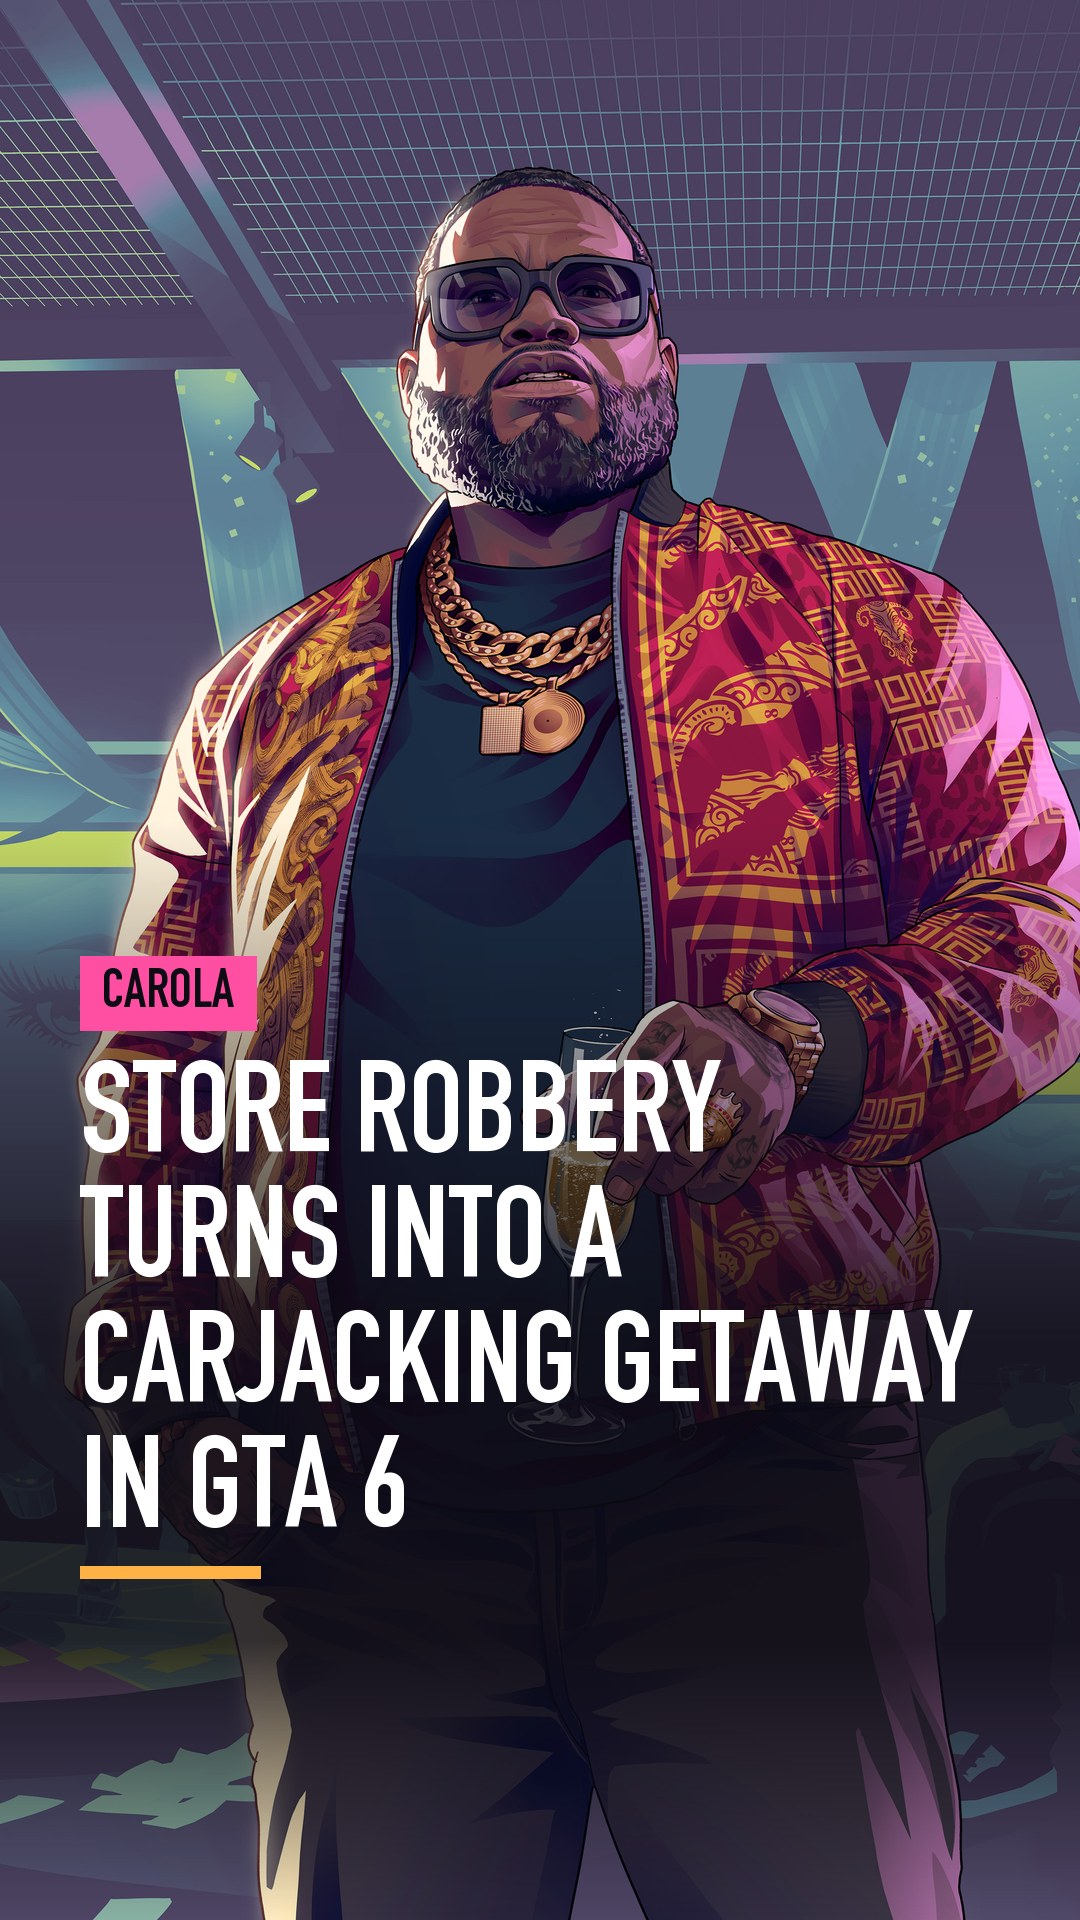 CAROLA
STORE ROBBERY
TURNS INTO A
CARJACKING GETAWAY
IN GTA 6